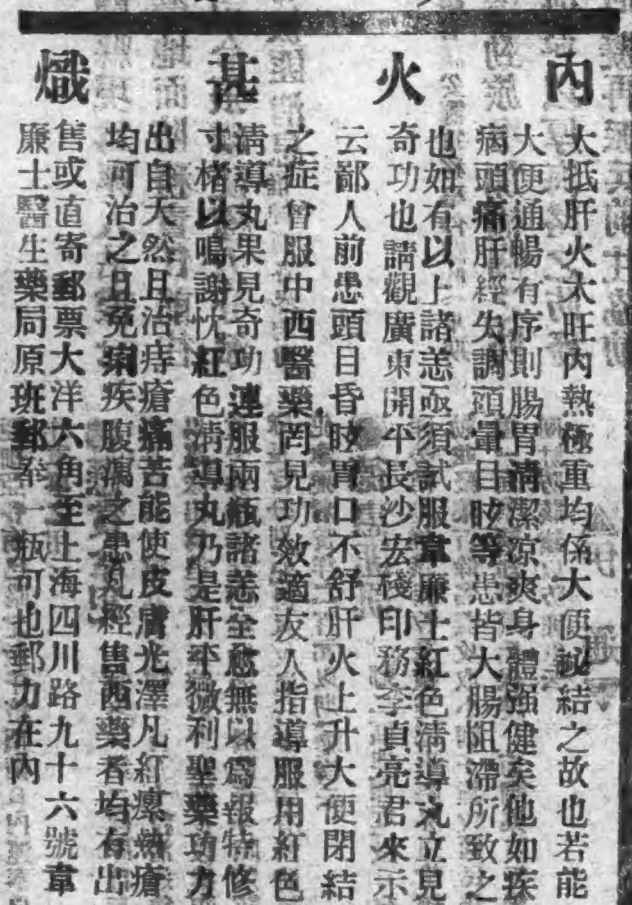 內火甚熾
大抵肝火太旺內熱極重均係大便祕結之故也若能
大便通暢有序則腸胃清潔凉爽身體强健矣他如疾
病頭痛肝經失調頭暈目眩等患皆大腸阻滯所致之
也如有以上諸恙亟須試服韋廉士紅色清導丸立見
奇功也請觀廣東開平長沙宏礎印務李貞亮君來示
云鄙人前患頭目昏眩胃口不舒肝火上升大便閉結
之症曾服中西醫藥罔見功效適友人指導服用紅色
清導丸果見奇功連服兩瓶諸恙全愈無以爲報特修
寸楮以鳴謝忱紅色淸導丸乃是肝平微利聖藥功力
出自天然且治痔瘡痛苦能使皮膚光澤凡紅瘰熱瘡
均可治之且免痢疾腹瀉之患凡經售西藥者均有出
售或直寄郵票大洋六角至上海四川路九十六號韋
廉士醫生藥局原班郵奉一瓶可也郵力在內